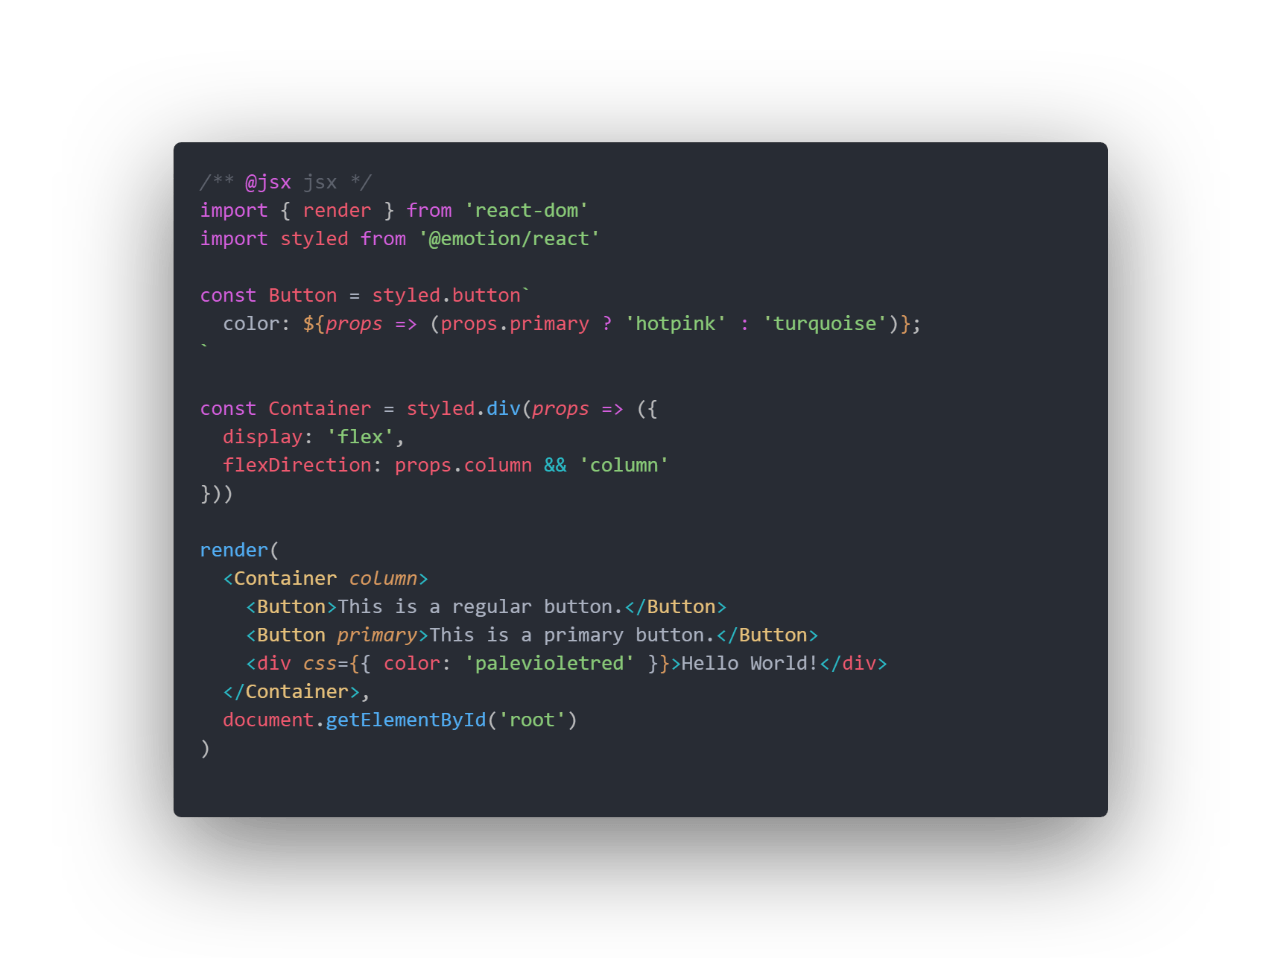 /** @jsx jsx */
import { render } from 'react-dom'
import styled from '@emotion/react'

const Button = styled.button`
  color: ${props => (props.primary ? 'hotpink' : 'turquoise')};
`

const Container = styled.div(props => ({
  display: 'flex',
  flexDirection: props.column && 'column'
}))

render(
  <Container column>
    <Button>This is a regular button.</Button>
    <Button primary>This is a primary button.</Button>
    <div css={{ color: 'palevioletred' }}>Hello World!</div>
  </Container>,
  document.getElementById('root')
)